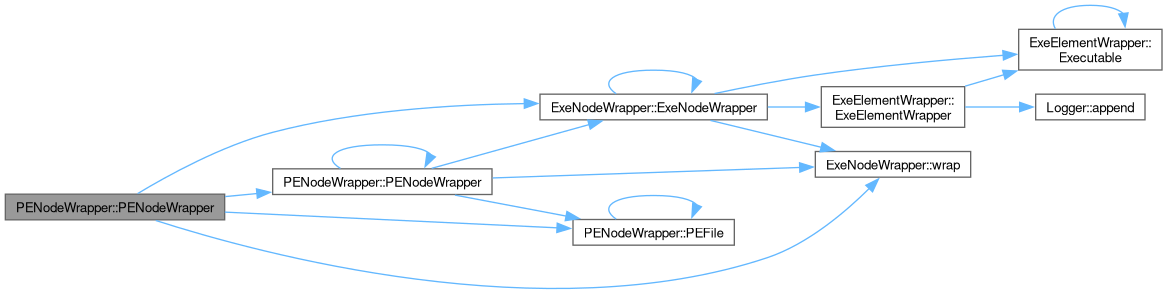 PENodeWrapper::PENodeWrapper
PENodeWrapper::PENodeWrapper
ExeNodeWrapper::ExeNodeWrapper
PENodeWrapper::PEFile
ExeElementWrapper::
ExeElementWrapper
ExeNodeWrapper::wrap
ExeElementWrapper::
Executable
Logger::append